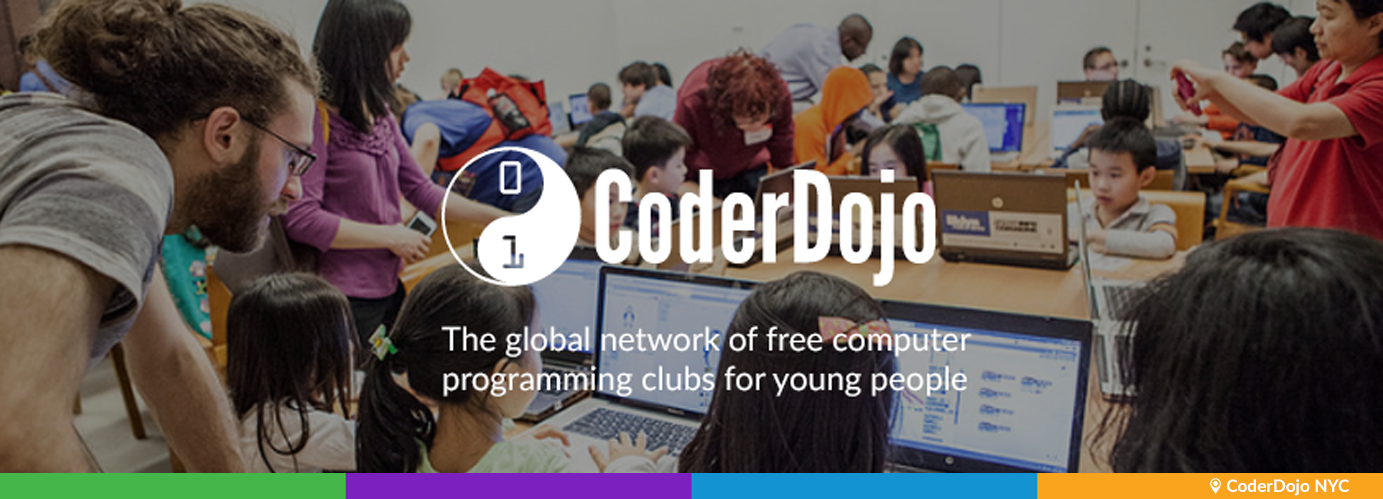 0
1
CoderDojo
The global network of free computer
programming clubs for young people
CoderDojo NYC